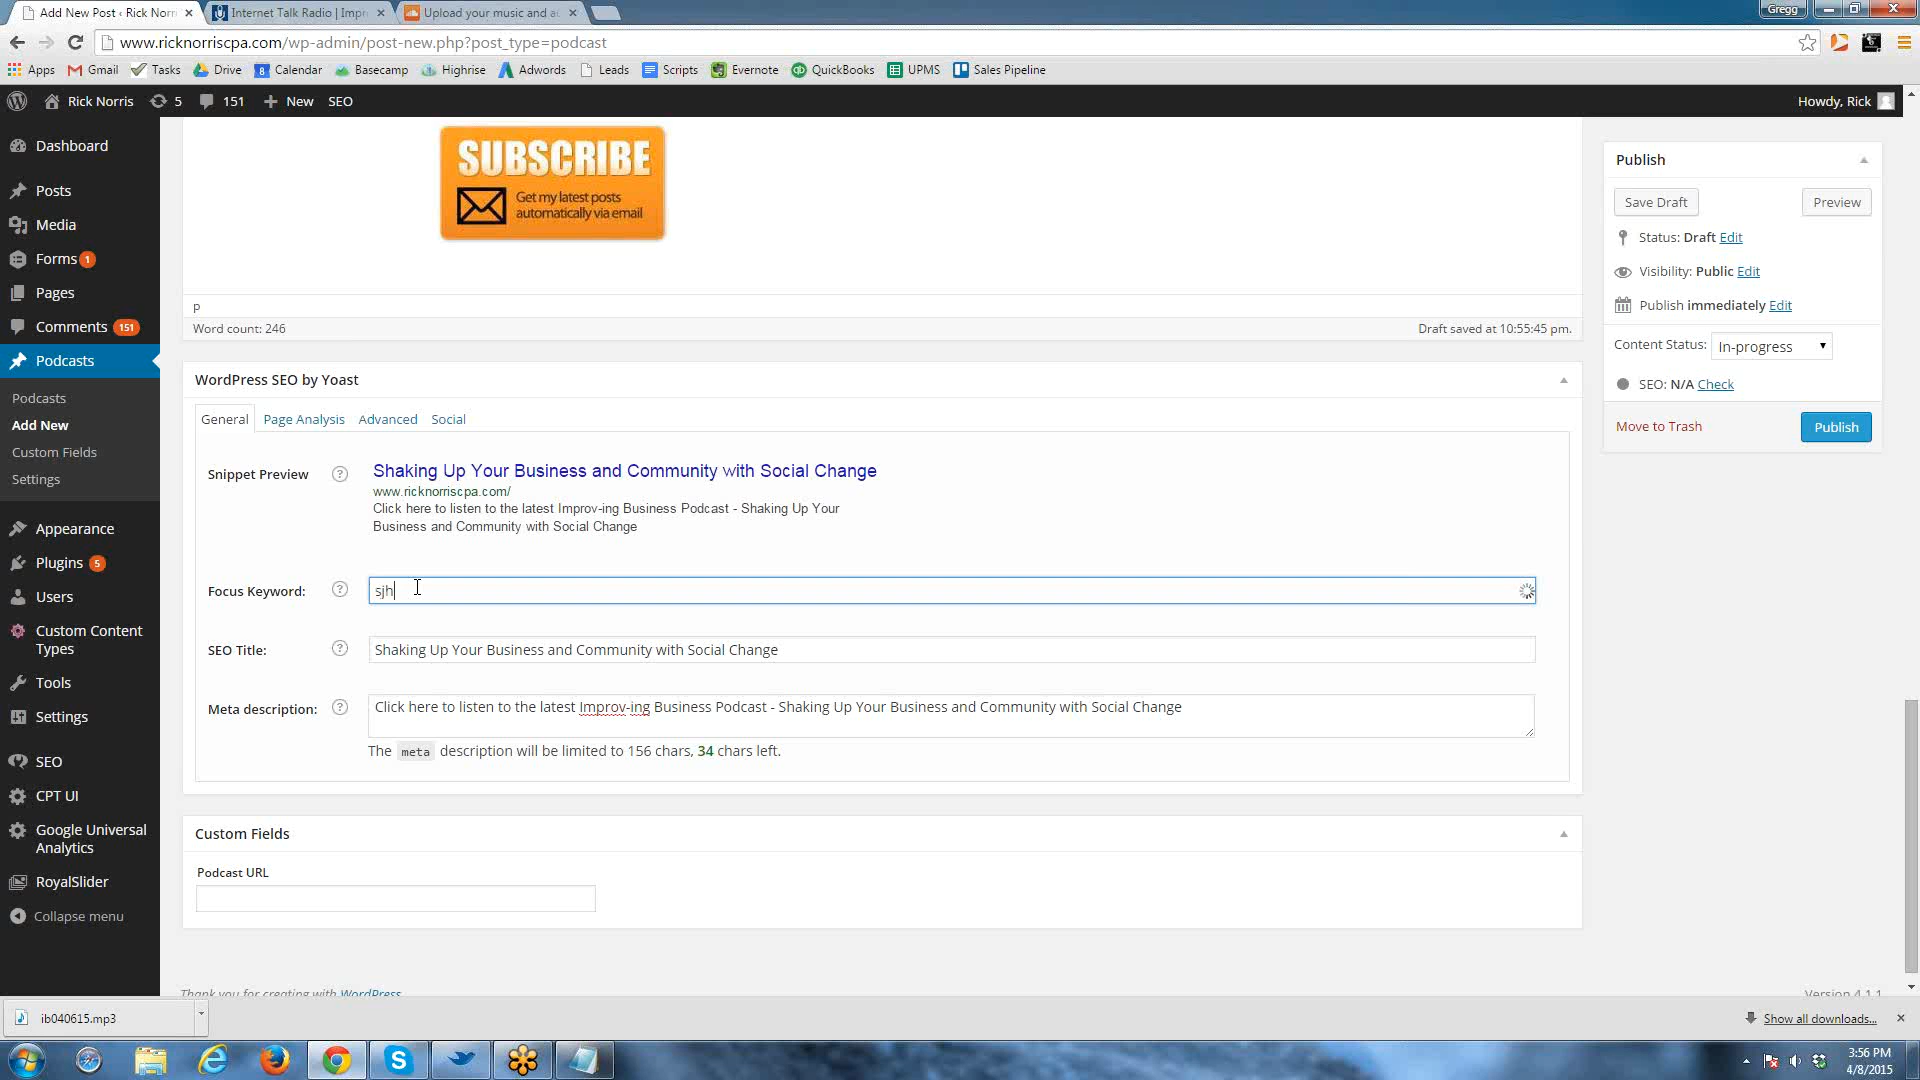 Add New Post ‹ Rick Norri
Internet Talk Radio | Impr
Upload your music and au
Gregg
www.ricknorriscpa.com/wp-admin/post-new.php?post_type=podcast
Apps Gmail Tasks Drive 8 Calendar Basecamp Highrise Adwords Leads Scripts Evernote QuickBooks UPMS Sales Pipeline
Rick Norris 5 151 New SEO Howdy, Rick
Dashboard
Posts
Media
Forms 1
Pages
Comments 151
Podcasts
Podcasts
Add New
Custom Fields
Settings
Appearance
Plugins 5
Users
Custom Content
Types
Tools
Settings
SEO
CPT UI
Google Universal
Analytics
RoyalSlider
Collapse menu
SUBSCRIBE
Get my latest posts
automatically via email
p
Word count: 246 Draft saved at 10:55:45 pm.
WordPress SEO by Yoast
General Page Analysis Advanced Social
Snippet Preview ? Shaking Up Your Business and Community with Social Change
www.ricknorriscpa.com/
Click here to listen to the latest Improv-ing Business Podcast - Shaking Up Your
Business and Community with Social Change
Focus Keyword: ? sjh
SEO Title: ? Shaking Up Your Business and Community with Social Change
Meta description: ? Click here to listen to the latest Improv-ing Business Podcast - Shaking Up Your Business and Community with Social Change
The meta description will be limited to 156 chars, 34 chars left.
Custom Fields
Podcast URL
Thank you for creating with WordPress.
Version 4.1.1
Publish
Save Draft Preview
Status: Draft Edit
Visibility: Public Edit
Publish immediately Edit
Content Status: In-progress
SEO: N/A Check
Move to Trash Publish
ib040615.mp3
Show all downloads...
3:56 PM
4/8/2015